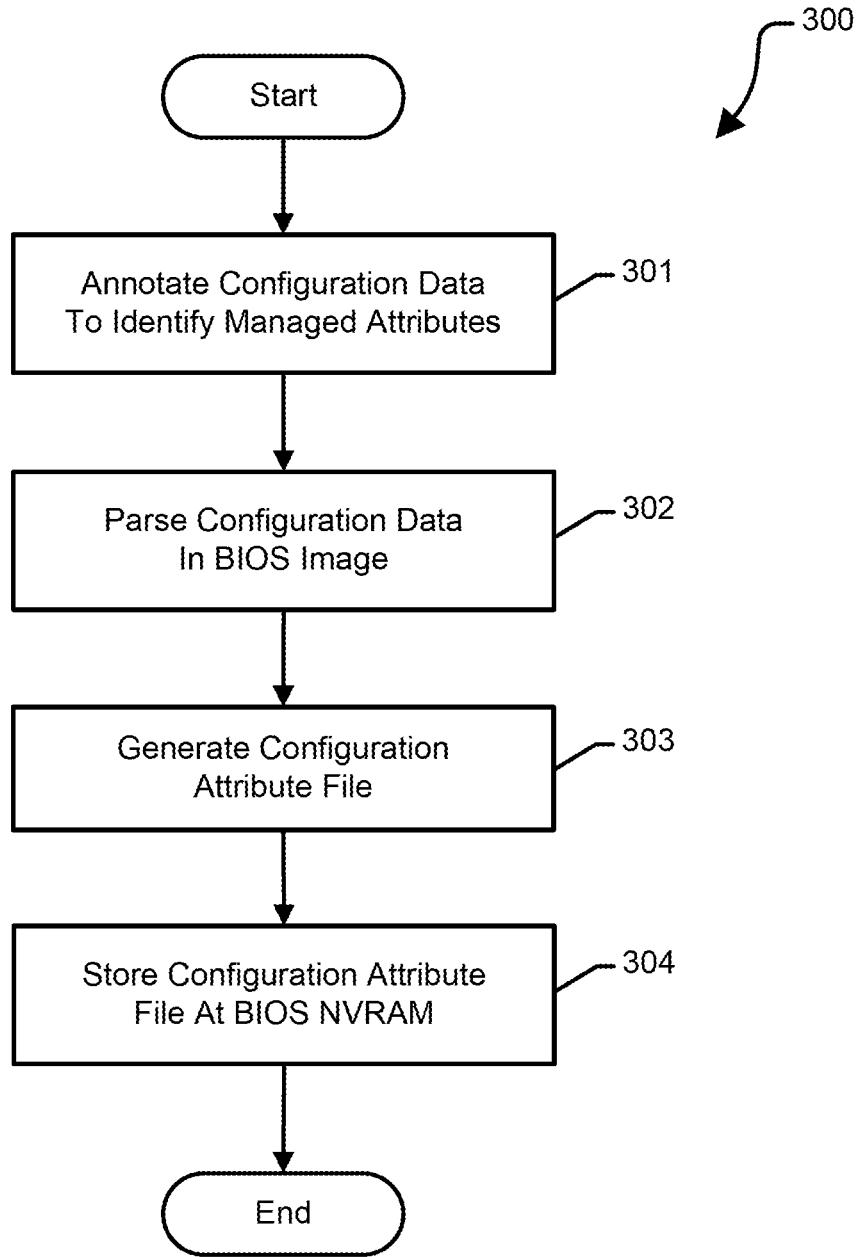 300
Start
Annotate Configuration Data
To Identify Managed Attributes
301
Parse Configuration Data
In BIOS Image
302
Generate Configuration
Attribute File
303
Store Configuration Attribute
File At BIOS NVRAM
304
End